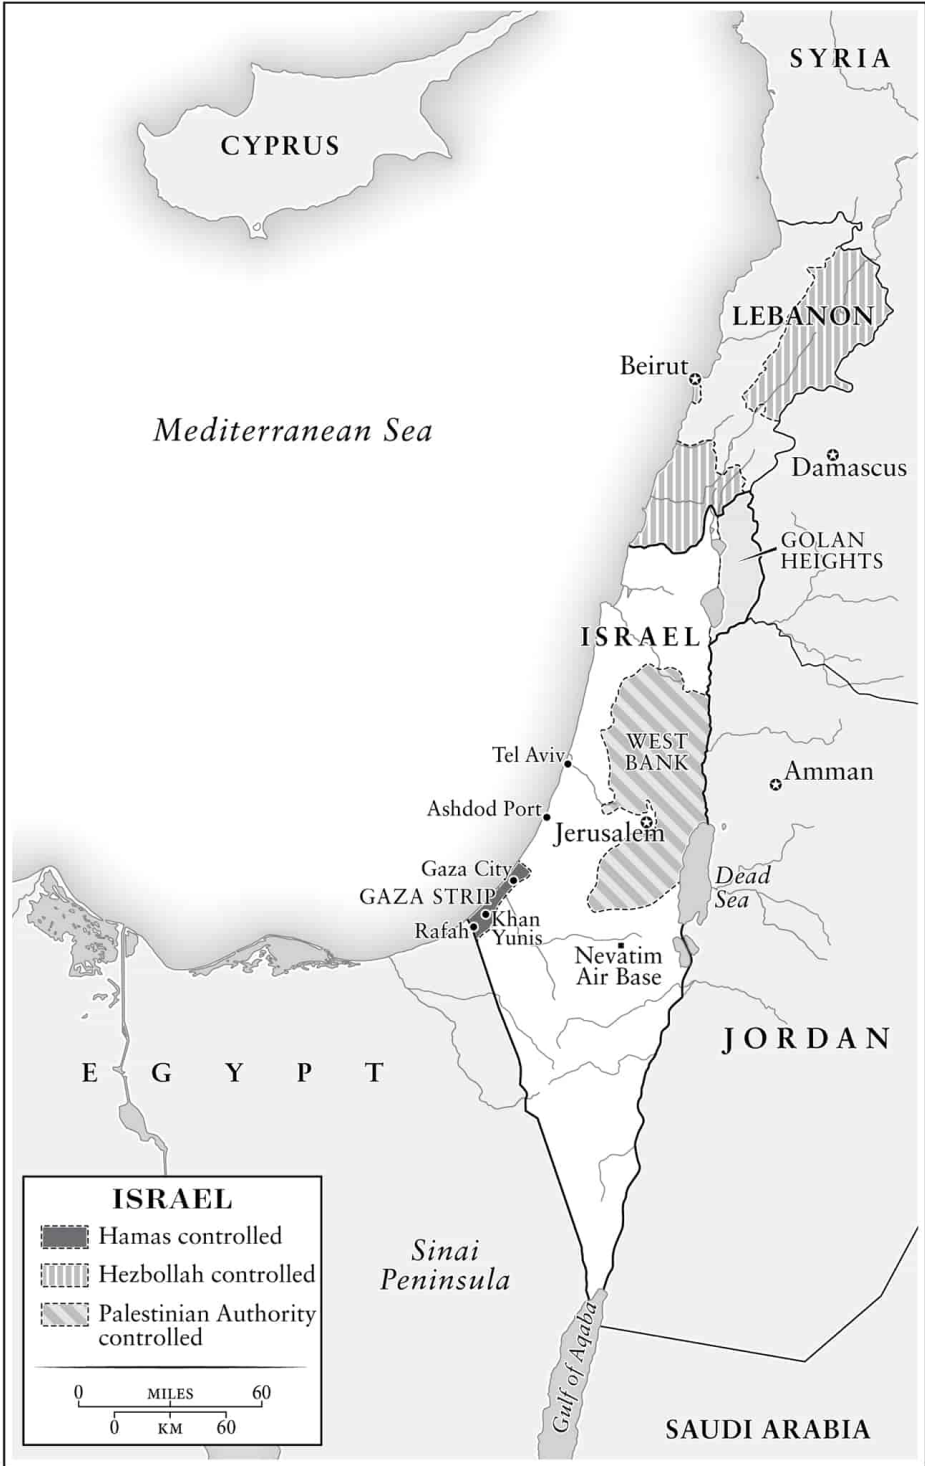 SYRIA
CYPRUS
LEBANON
Beirut
Mediterranean Sea
Damascus
GOLAN
HEIGHTS
ISRAEL
WEST
BANK
Tel Aviv
Amman
Ashdod Port
Jerusalem
Gaza City
Dead
Sea
GAZA STRIP
Khan
Yunis
Rafah
Nevatim
Air Base
JORDAN
EGYPT
Sinai
Peninsula
Gulf of Aqaba
SAUDI ARABIA
ISRAEL
Hamas controlled
Hezbollah controlled
Palestinian Authority
controlled
0 MILES 60
0 KM 60